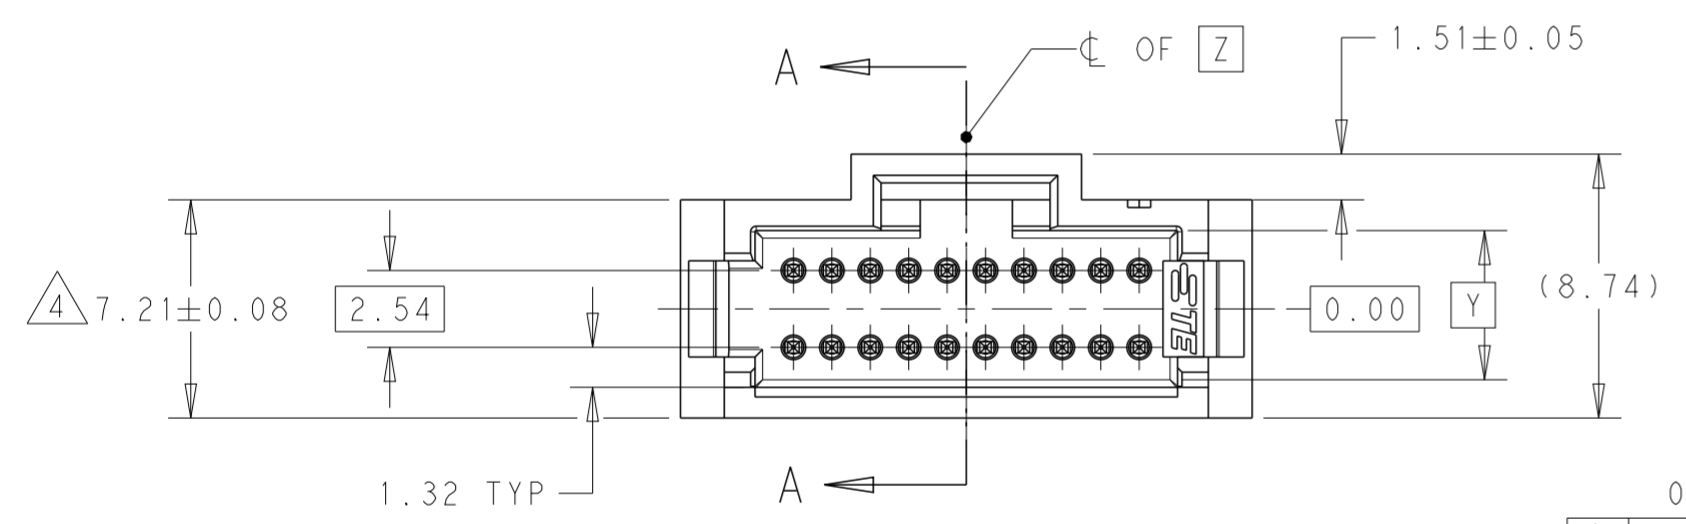 A
℄ OF Z
1.51±0.05
4 7.21±0.08
2.54
TE
0.00
Y
(8.74)
1.32 TYP
A
0